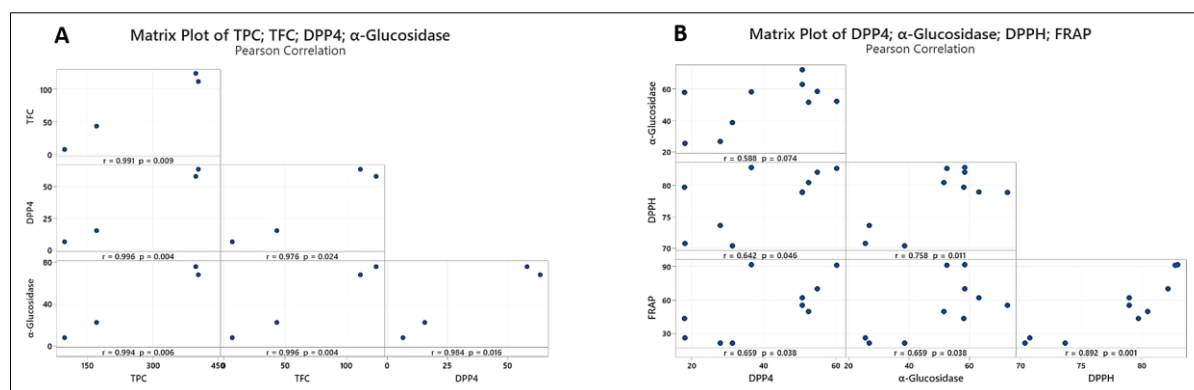 A
Matrix Plot of TPC; TFC; DPP4; α-Glucosidase
Pearson Correlation
TFC
100
50
0
r = 0.991 p = 0.009
DPP4
50
25
0
r = 0.996 p = 0.004
r = 0.976 p = 0.024
α-Glucosidase
80
40
0
r = 0.994 p = 0.006
r = 0.996 p = 0.004
r = 0.984 p = 0.016
150 300 450 0 50 100 0 25 50
TPC TFC DPP4
B
Matrix Plot of DPP4; α-Glucosidase; DPPH; FRAP
Pearson Correlation
α-Glucosidase
60
40
20
r = 0.588 p = 0.074
DPPH
80
75
70
r = 0.642 p = 0.046
r = 0.758 p = 0.011
FRAP
90
60
30
r = 0.659 p = 0.038
r = 0.659 p = 0.038
r = 0.892 p = 0.001
20 40 60 20 40 60 70 75 80
DPP4 α-Glucosidase DPPH